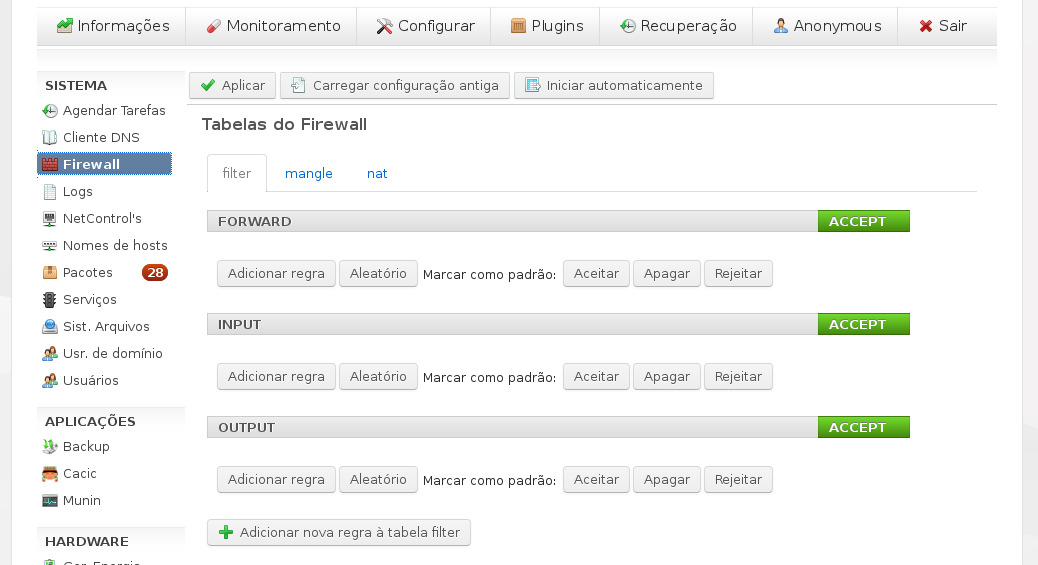 Informações Monitoramento Configurar Plugins Recuperação Anonymous Sair
SISTEMA
Agendar Tarefas
Cliente DNS
Firewall
Logs
NetControl's
Nomes de hosts
Pacotes 28
Serviços
Sist. Arquivos
Usr. de domínio
Usuários
APLICAÇÕES
Backup
Cacic
Munin
HARDWARE
Ger. Energia
Aplicar Carregar configuração antiga Iniciar automaticamente
Tabelas do Firewall
filter mangle nat
FORWARD ACCEPT
Adicionar regra Aleatório Marcar como padrão: Aceitar Apagar Rejeitar
INPUT ACCEPT
Adicionar regra Aleatório Marcar como padrão: Aceitar Apagar Rejeitar
OUTPUT ACCEPT
Adicionar regra Aleatório Marcar como padrão: Aceitar Apagar Rejeitar
Adicionar nova regra à tabela filter